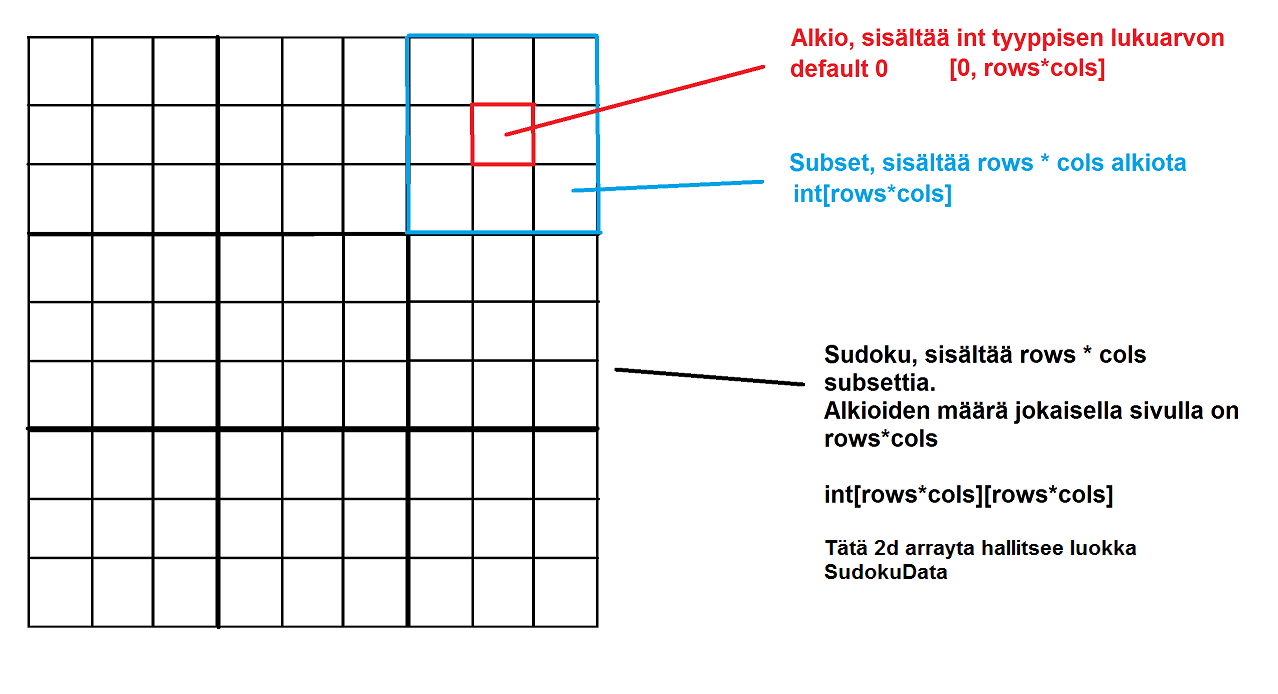 Alkio, sisältää int tyyppisen lukuarvon
default 0 [0, rows*cols]
Subset, sisältää rows * cols alkiota
int[rows*cols]
Sudoku, sisältää rows * cols
subsettia.
Alkioiden määrä jokaisella sivulla on
rows*cols
int[rows*cols][rows*cols]
Tätä 2d arrayta hallitsee luokka
SudokuData